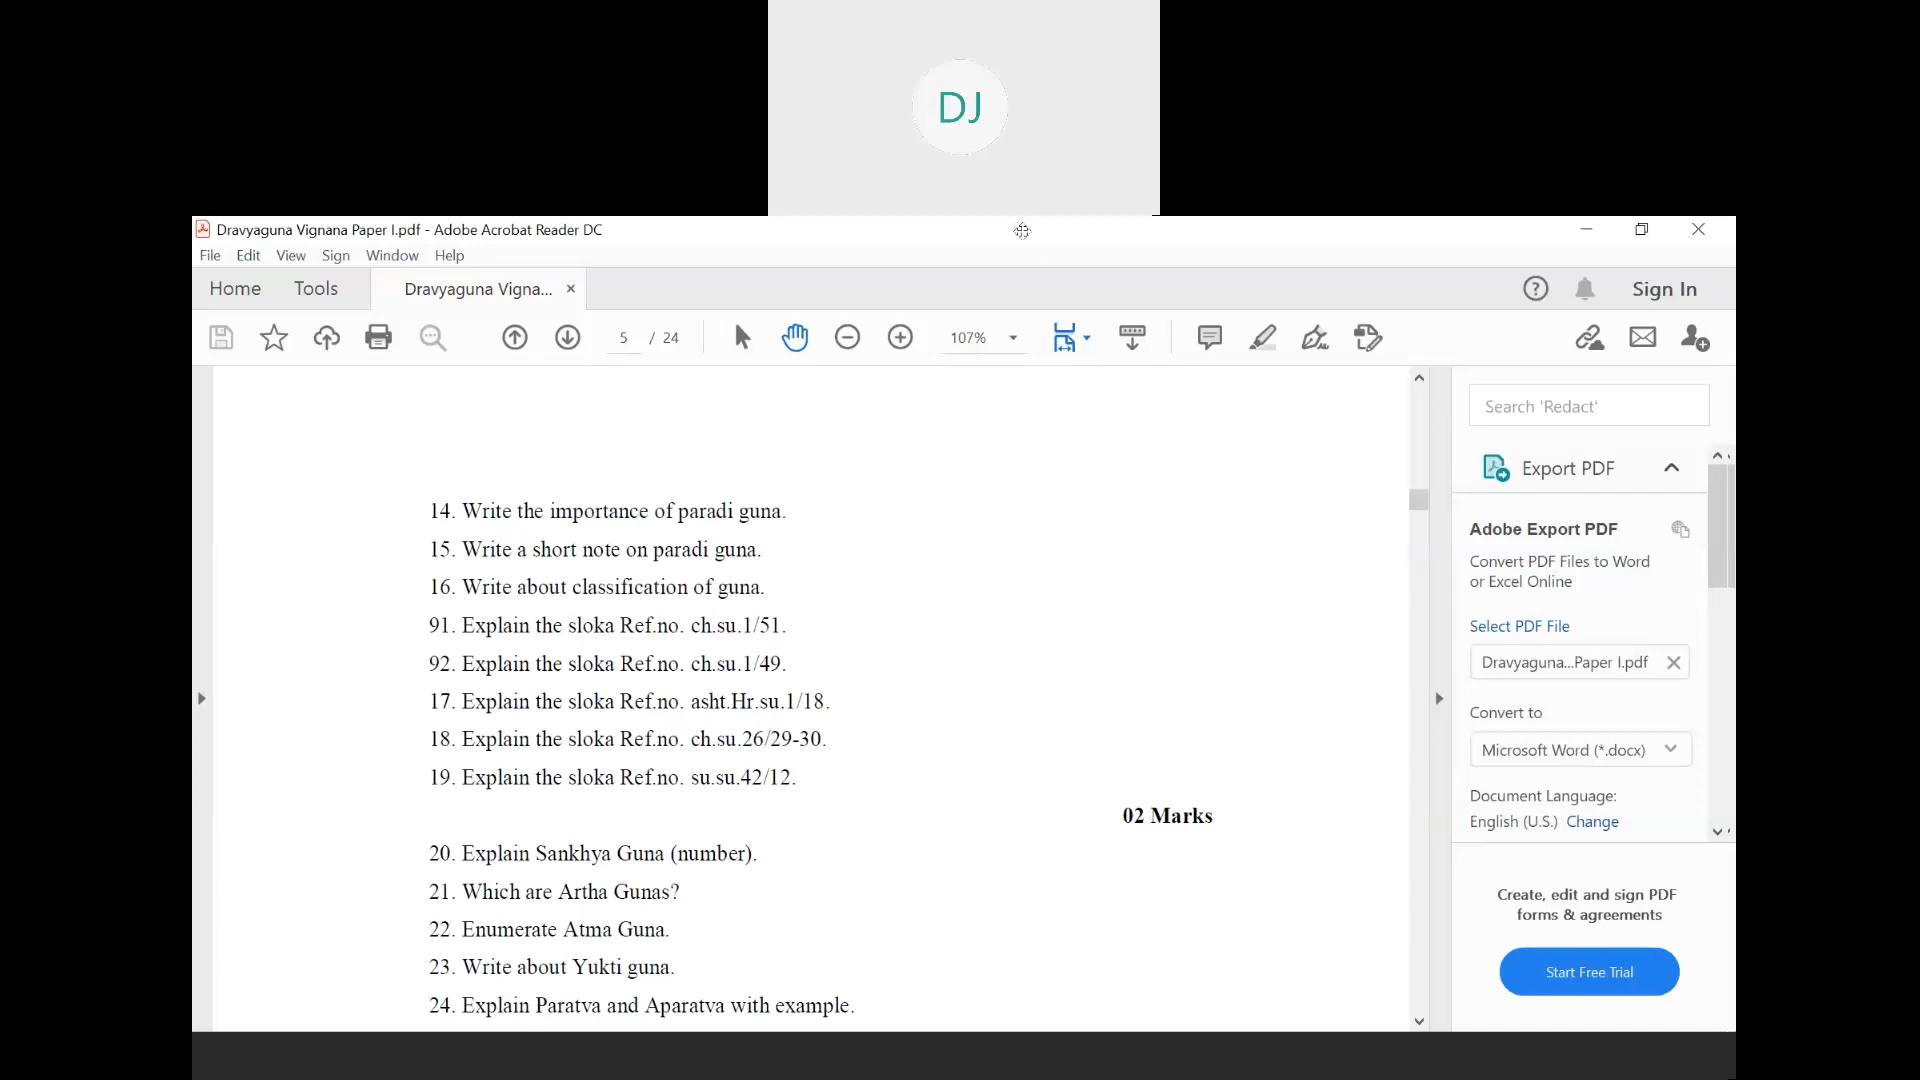 DJ
Dravyaguna Vignana Paper I.pdf - Adobe Acrobat Reader DC
File Edit View Sign Window Help
Home Tools Dravyaguna Vigna... × Sign In
5 / 24 107%
Search 'Redact'
Export PDF
Adobe Export PDF
Convert PDF Files to Word
or Excel Online
Select PDF File
Dravyaguna...Paper I.pdf
Convert to
Microsoft Word (*.docx)
Document Language:
English (U.S.) Change
Create, edit and sign PDF
forms & agreements
Start Free Trial
14. Write the importance of paradi guna.
15. Write a short note on paradi guna.
16. Write about classification of guna.
91. Explain the sloka Ref.no. ch.su.1/51.
92. Explain the sloka Ref.no. ch.su.1/49.
17. Explain the sloka Ref.no. asht.Hr.su.1/18.
18. Explain the sloka Ref.no. ch.su.26/29-30.
19. Explain the sloka Ref.no. su.su.42/12.
02 Marks
20. Explain Sankhya Guna (number).
21. Which are Artha Gunas?
22. Enumerate Atma Guna.
23. Write about Yukti guna.
24. Explain Paratva and Aparatva with example.